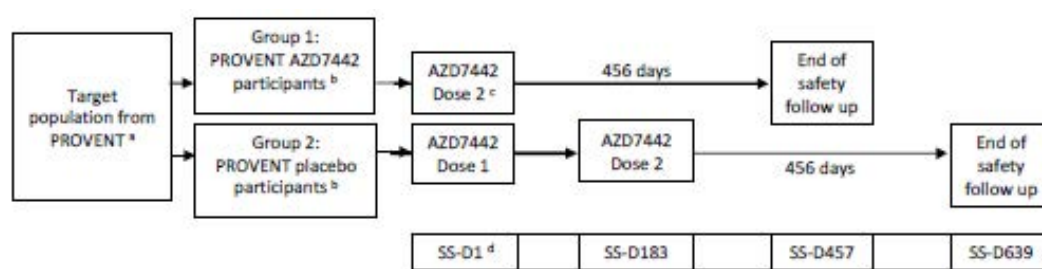 Target
population from
PROVENT ᵃ
Group 1:
PROVENT AZD7442
participants ᵇ
Group 2:
PROVENT placebo
participants ᵇ
AZD7442
Dose 2 ᶜ
456 days
End of
safety
follow up
AZD7442
Dose 1
AZD7442
Dose 2
456 days
End of
safety
follow up
SS-D1 ᵈ
SS-D183
SS-D457
SS-D639